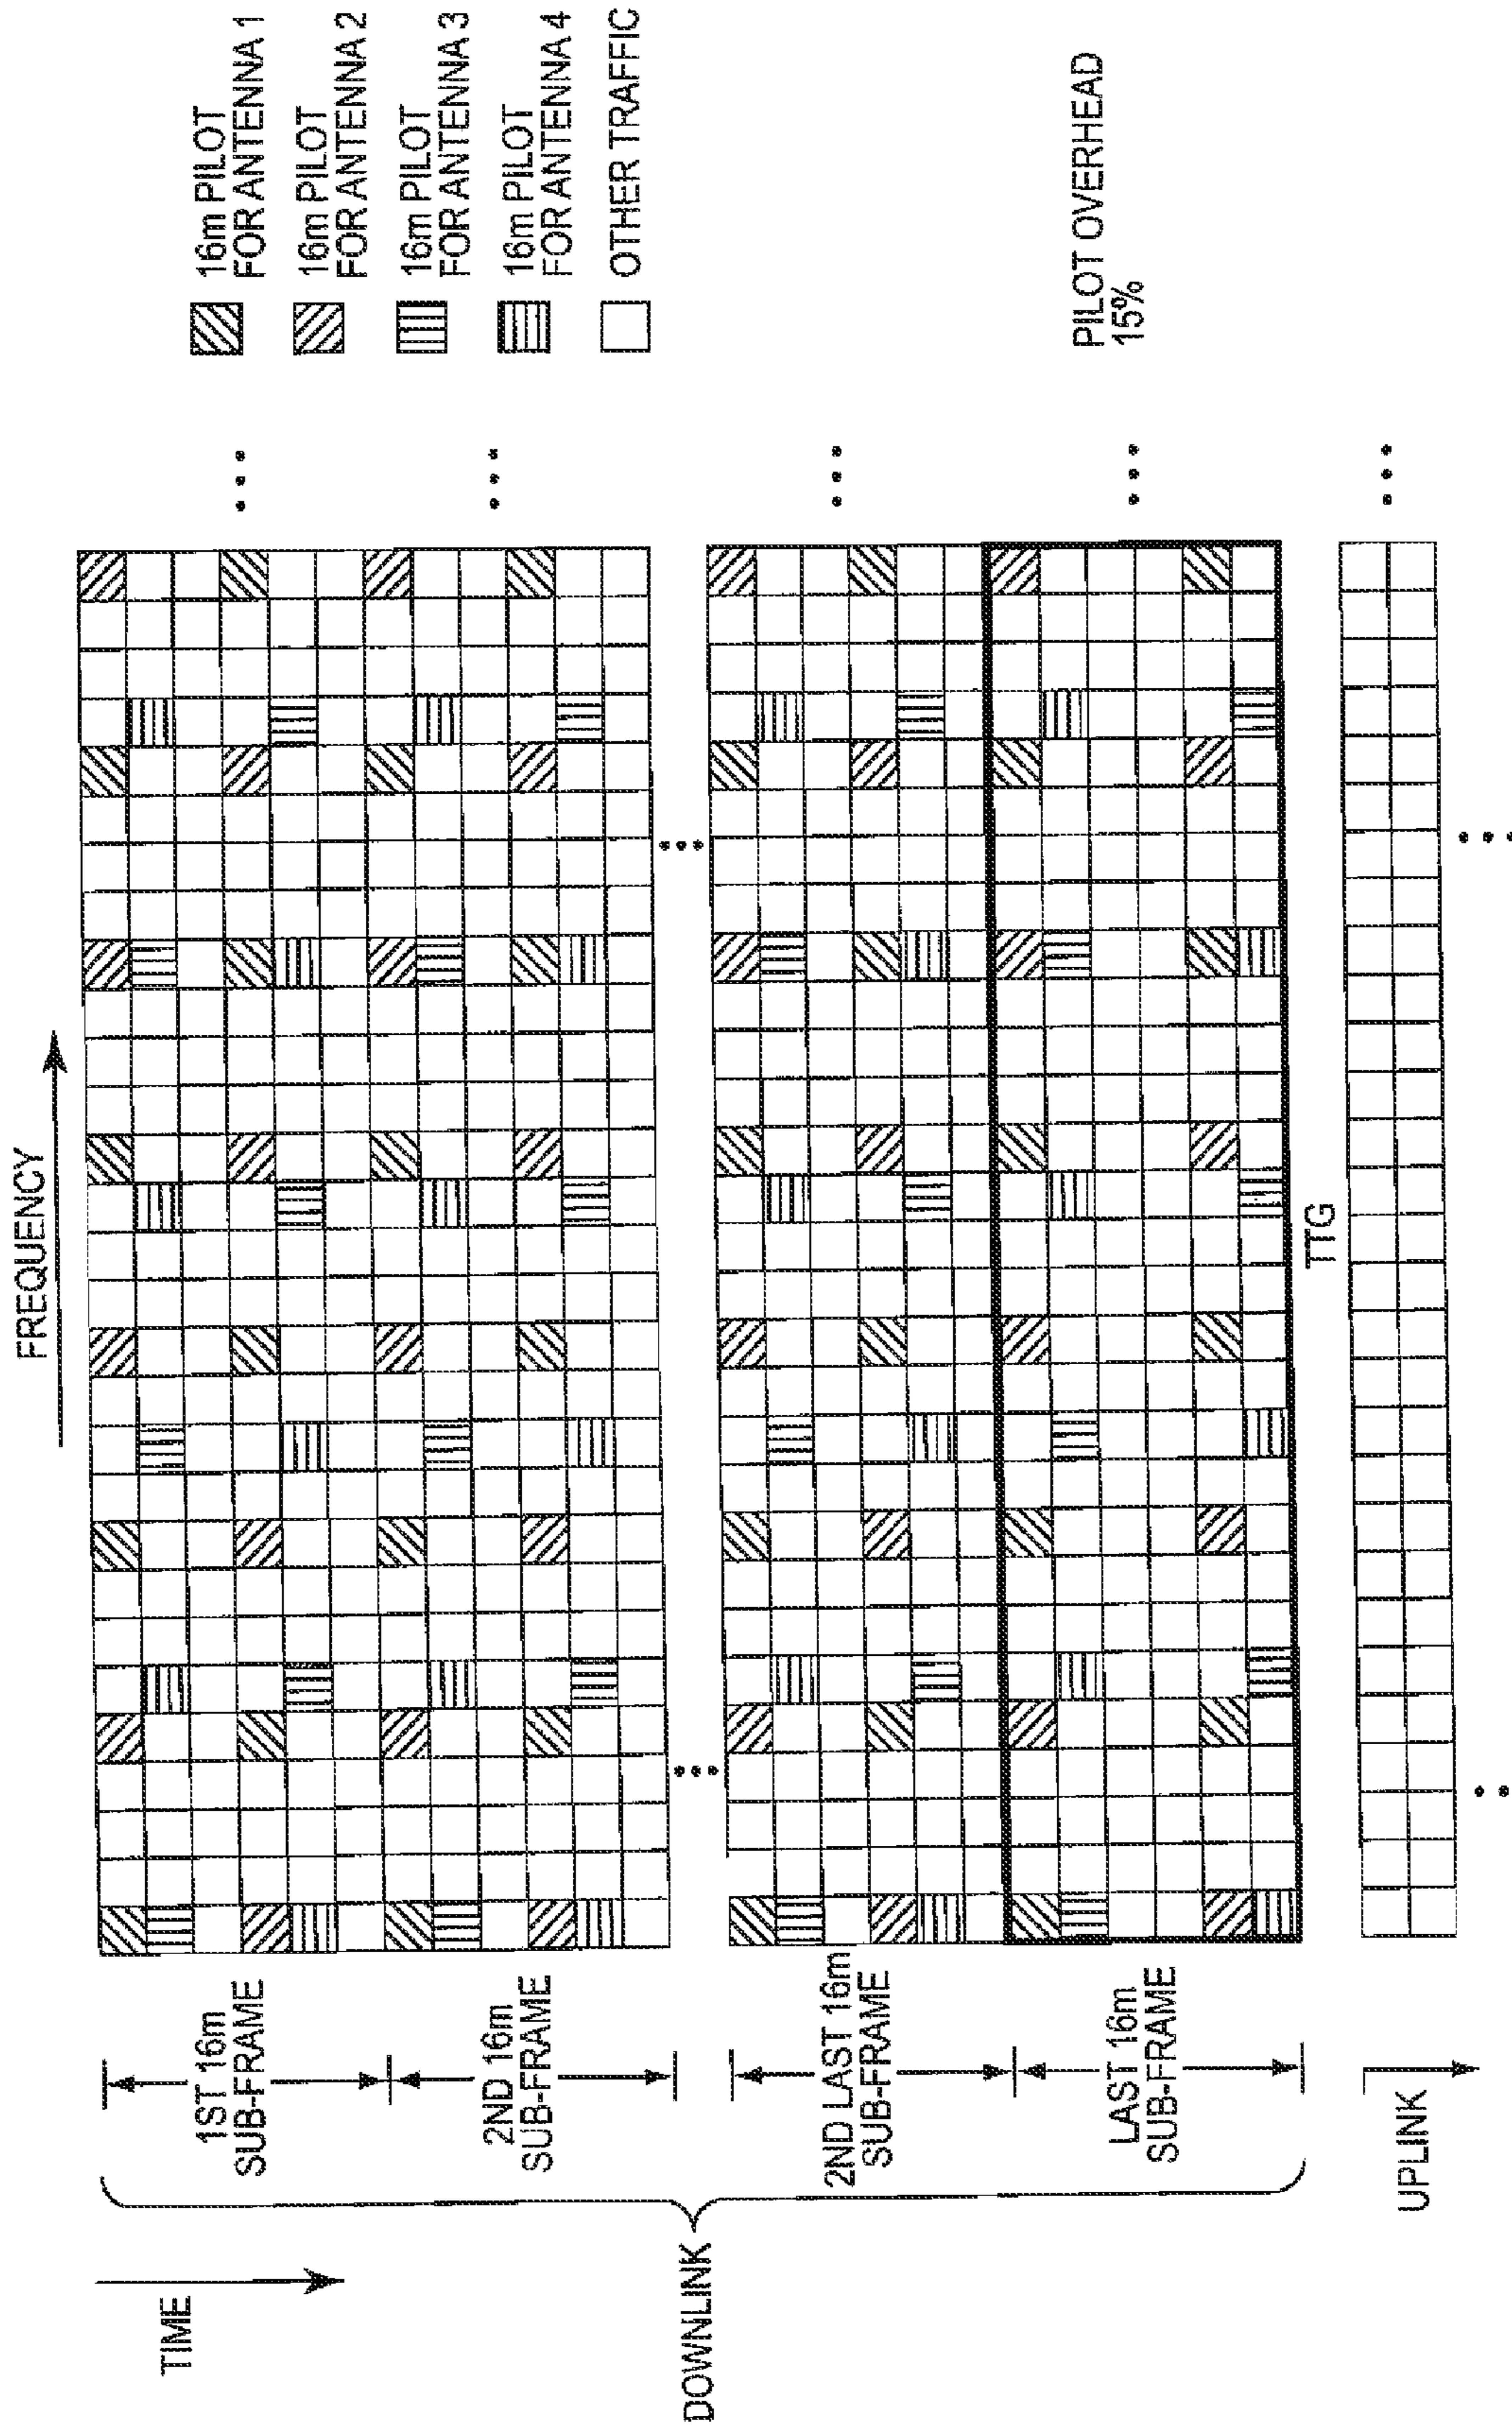 FREQUENCY
TIME
DOWNLINK
1ST 16m
SUB-FRAME
2ND 16m
SUB-FRAME
2ND LAST 16m
SUB-FRAME
LAST 16m
SUB-FRAME
TTG
UPLINK
16m PILOT
FOR ANTENNA 1
16m PILOT
FOR ANTENNA 2
16m PILOT
FOR ANTENNA 3
16m PILOT
FOR ANTENNA 4
OTHER TRAFFIC
PILOT OVERHEAD
15%